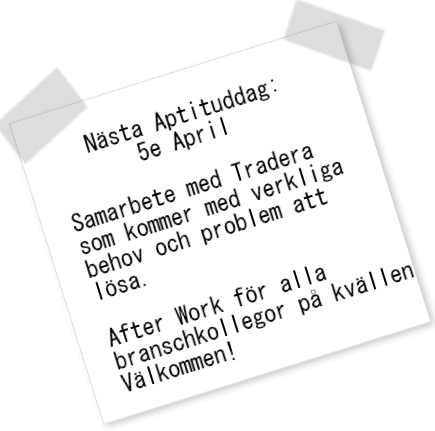 Nästa Aptituddag:
5e April
Samarbete med Tradera
som kommer med verkliga
behov och problem att
lösa.
After Work för alla
branschkollegor på kvällen
Välkommen!